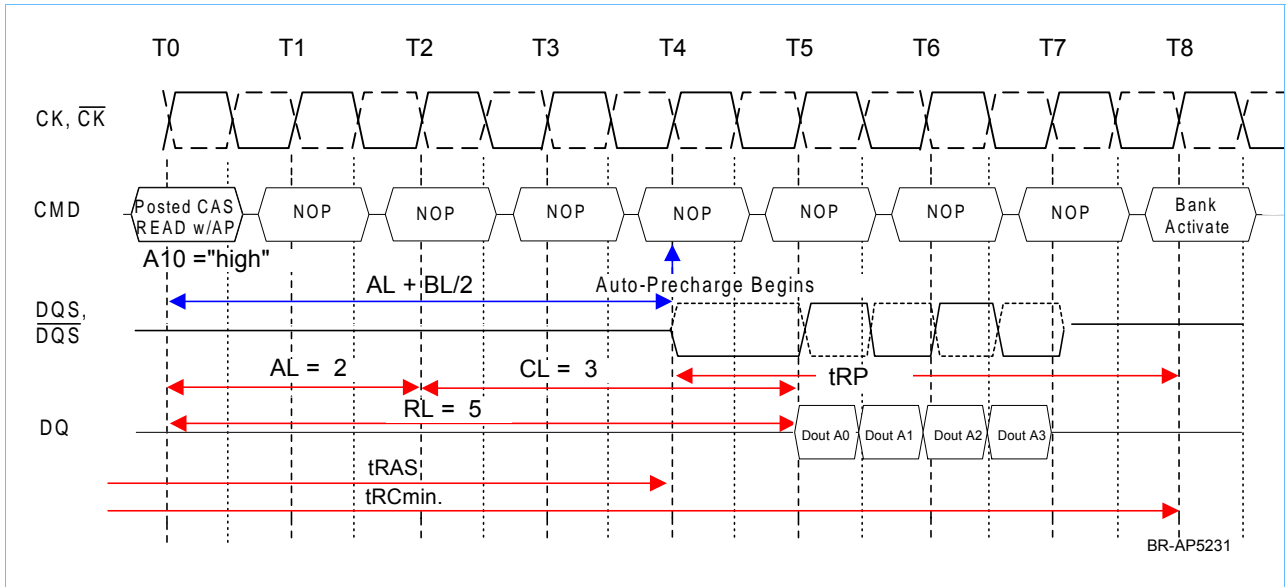 T0 T1 T2 T3 T4 T5 T6 T7 T8
CK, C̅K̅
CMD
Posted CAS
READ w/AP
NOP NOP NOP NOP NOP NOP NOP
Bank
Activate
A10 ="high"
AL + BL/2
Auto-Precharge Begins
DQS,
D̅Q̅S̅
AL = 2
CL = 3
tRP
RL = 5
DQ
Dout A0 Dout A1 Dout A2 Dout A3
tRAS
tRCmin.
BR-AP5231